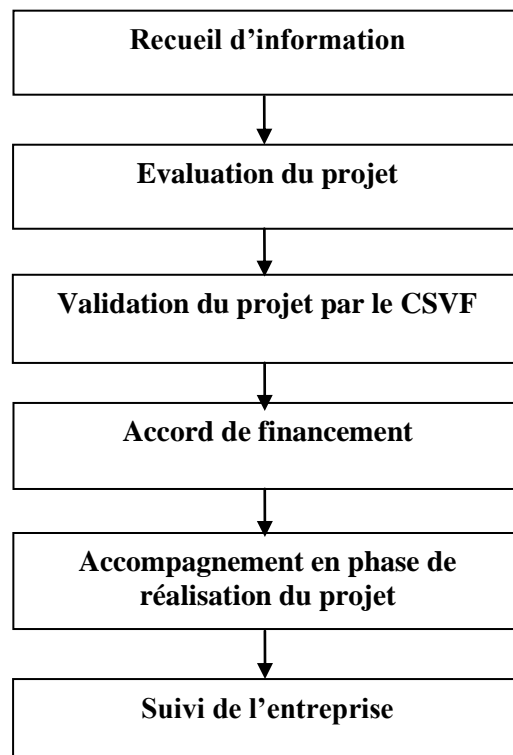 Recueil d’information
Evaluation du projet
Validation du projet par le CSVF
Accord de financement
Accompagnement en phase de
réalisation du projet
Suivi de l’entreprise